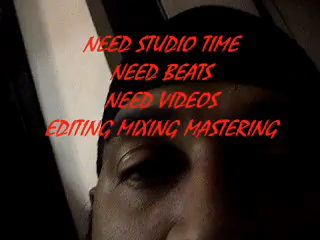 NEED STUDIO TIME
NEED BEATS
NEED VIDEOS
EDITING MIXING MASTERING